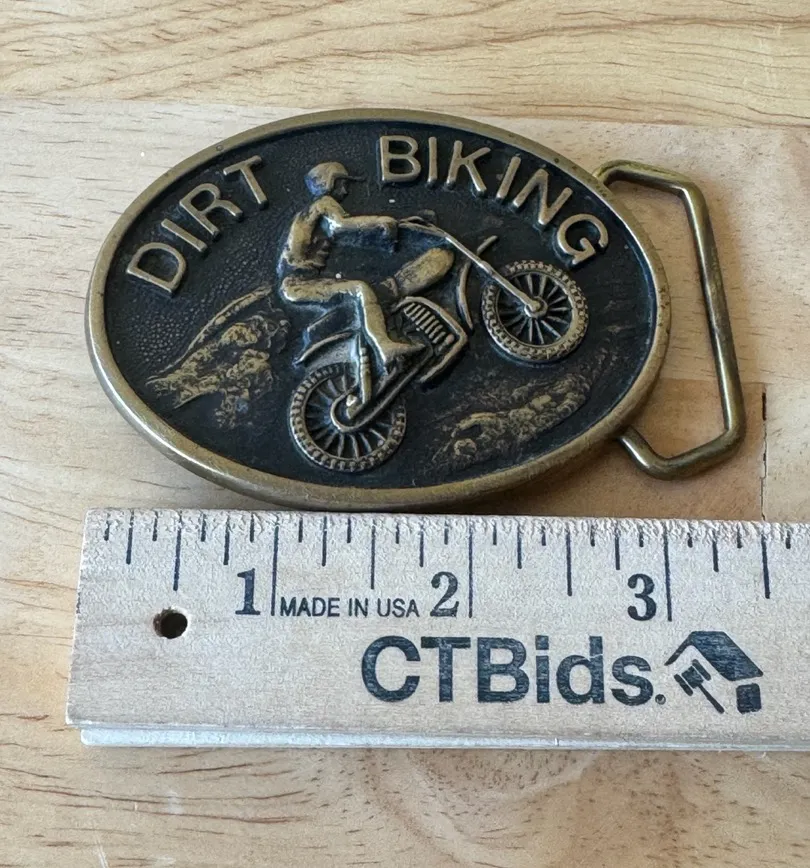 DIRT BIKING
1 2 3
MADE IN USA
CTBids.